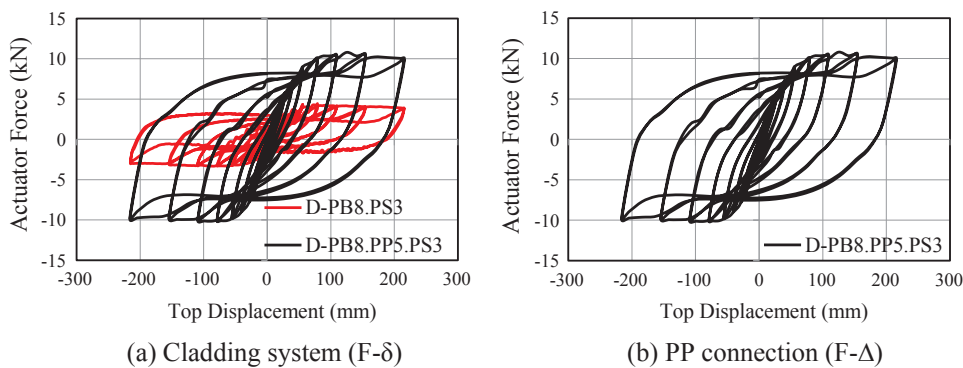 Actuator Force (kN)
15
10
5
0
-5
-10
-15
D-PB8.PS3
D-PB8.PP5.PS3
-300 -200 -100 0 100 200 300
Top Displacement (mm)
(a) Cladding system (F-δ)
Actuator Force (kN)
15
10
5
0
-5
-10
-15
D-PB8.PP5.PS3
-300 -200 -100 0 100 200 300
Top Displacement (mm)
(b) PP connection (F-Δ)